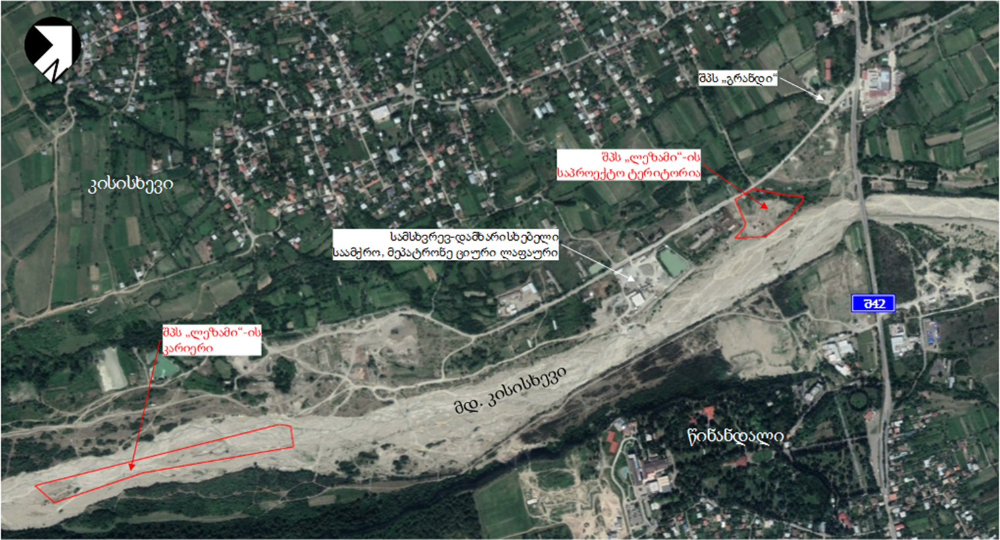 N
შპს „გრანდი“
შპს „ლეზამი“-ის
საპროექტო ტერიტორია
კისისხევი
სამსხვრევ-დამხარისხებელი
საამქრო, მეპატრონე ციური ლაფაური
შ42
შპს „ლეზამი“-ის
კარიერი
მდ. კისისხევი
წინანდალი